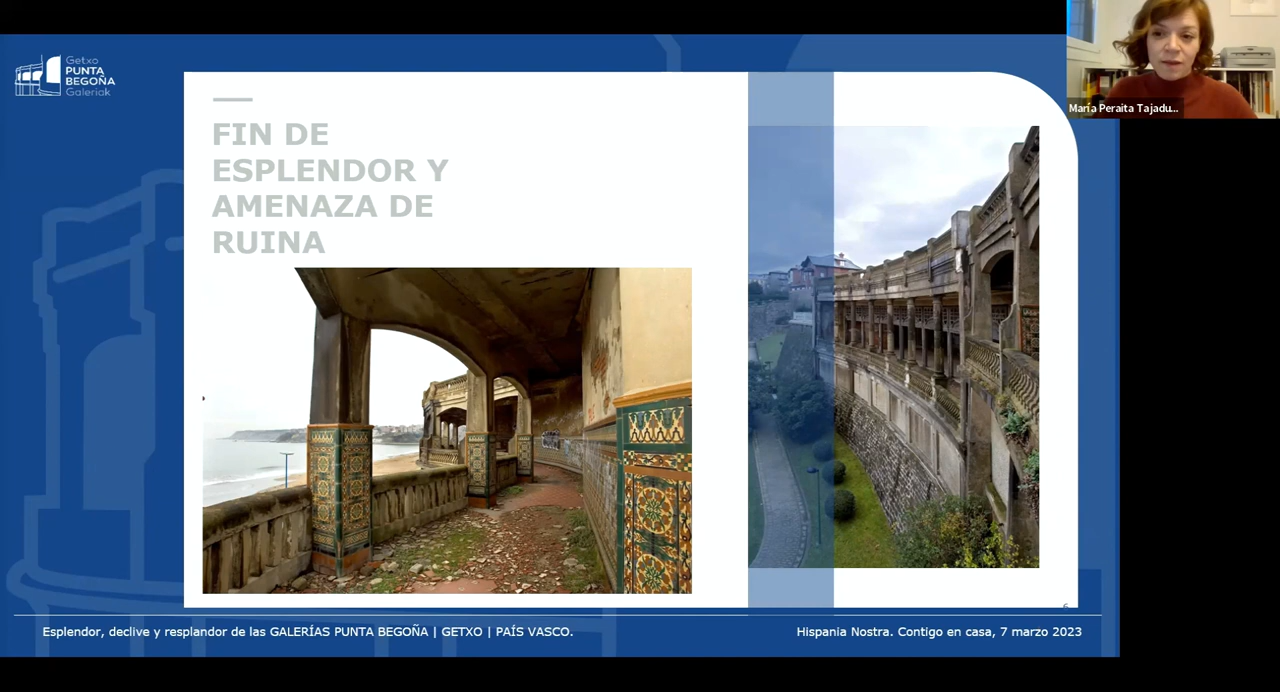 Getxo
PUNTA
BEGOÑA
Galeriak
María Peraita Tajadu...
FIN DE
ESPLENDOR Y
AMENAZA DE
RUINA
6
Esplendor, declive y resplandor de las GALERÍAS PUNTA BEGOÑA | GETXO | PAÍS VASCO.
Hispania Nostra. Contigo en casa, 7 marzo 2023